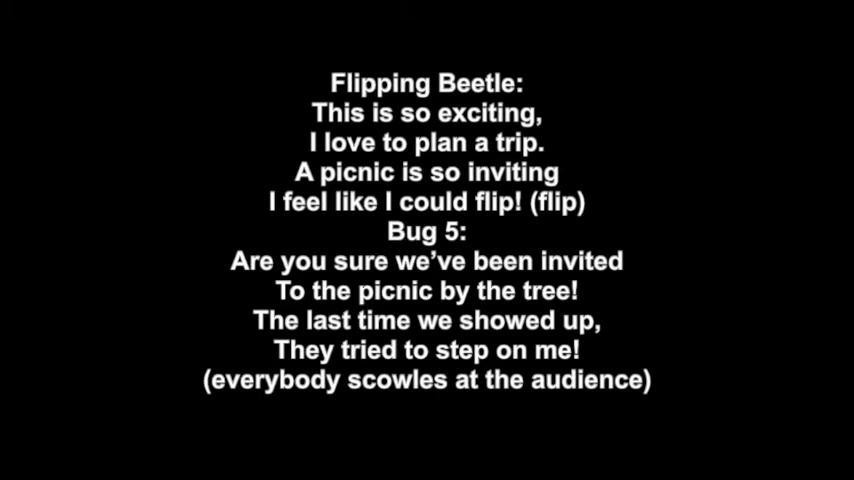 Flipping Beetle:
This is so exciting,
I love to plan a trip.
A picnic is so inviting
I feel like I could flip! (flip)
Bug 5:
Are you sure we’ve been invited
To the picnic by the tree!
The last time we showed up,
They tried to step on me!
(everybody scowles at the audience)